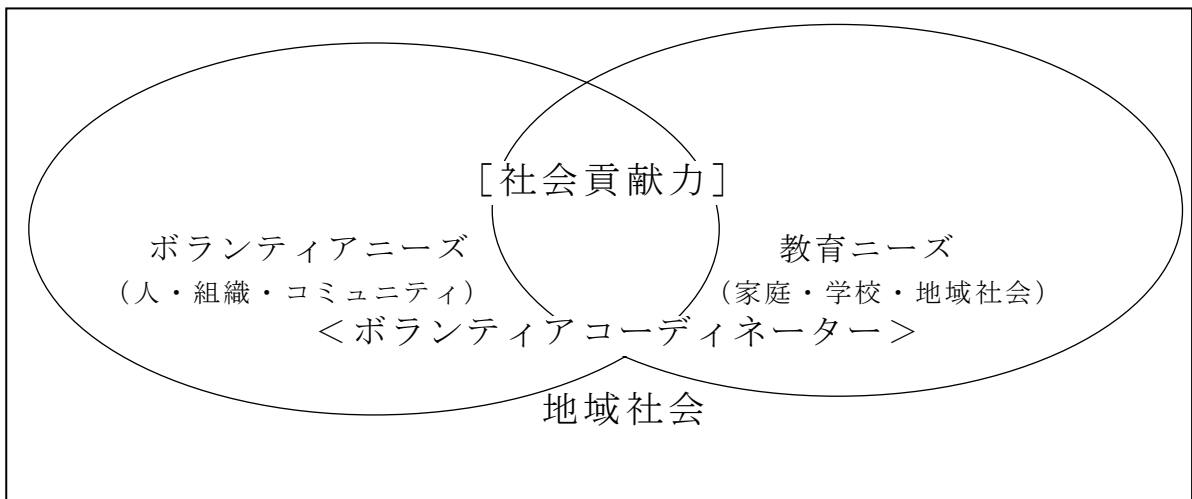 ［社会貢献力］
ボランティアニーズ
（人・組織・コミュニティ）
教育ニーズ
（家庭・学校・地域社会）
＜ボランティアコーディネーター＞
地域社会